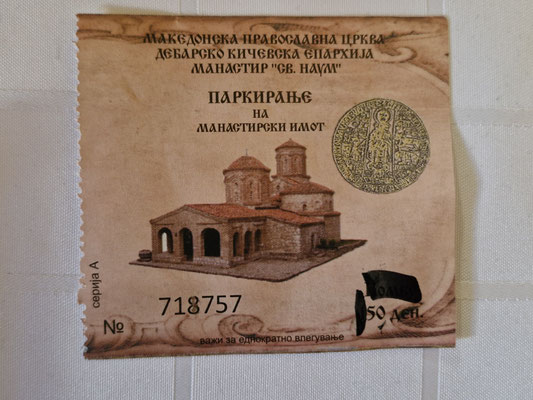 МАКЕДОНСКА ПРАВОСЛАВНА ЦРКВА
ДЕБАРСКО КИЧЕВСКА ЕПАРХИЈА
МАНАСТИР "СВ. НАУМ"
ПАРКИРАЊЕ
НА
МАНАСТИРСКИ ИМОТ
серија А
№ 718757
50 ден.
важи за еднократно влегување